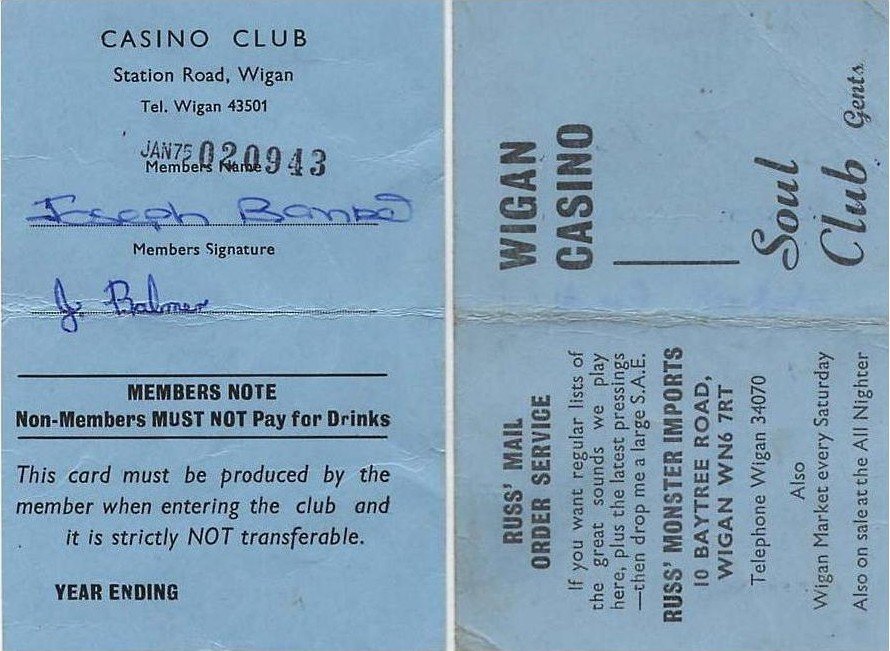 CASINO CLUB
Station Road, Wigan
Tel. Wigan 43501
JAN75 020943
Members Name
Joseph
Members Signature
J. Balmer
MEMBERS NOTE
Non-Members MUST NOT Pay for Drinks
This card must be produced by the
member when entering the club and
it is strictly NOT transferable.
YEAR ENDING
WIGAN
CASINO
Soul
Club Gents
RUSS' MAIL
ORDER SERVICE
If you want regular lists of
the great sounds we play
here, plus the latest pressings
—then drop me a large S.A.E.
RUSS' MONSTER IMPORTS
10 BAYTREE ROAD,
WIGAN WN6 7RT
Telephone Wigan 34070
Also
Wigan Market every Saturday
Also on sale at the All Nighter